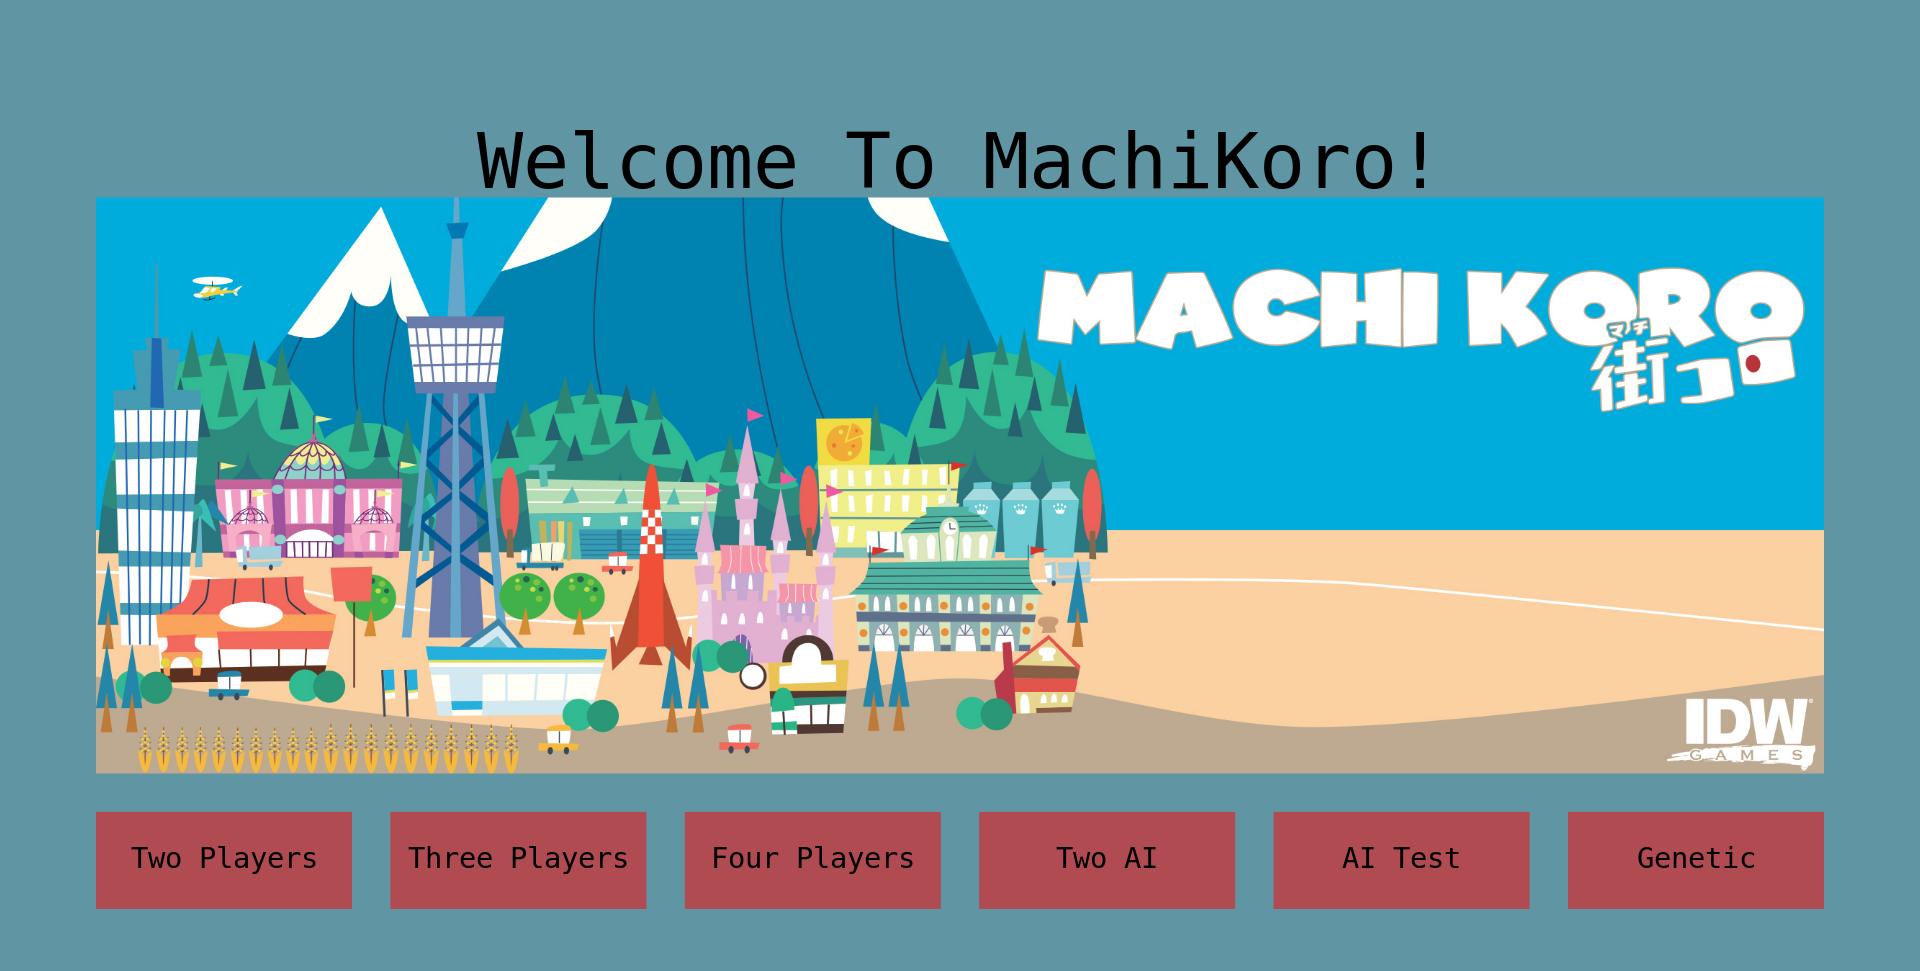 Welcome To MachiKoro!
MACHI KORO
マチ
街コロ
IDW
GAMES
Two Players
Three Players
Four Players
Two AI
AI Test
Genetic